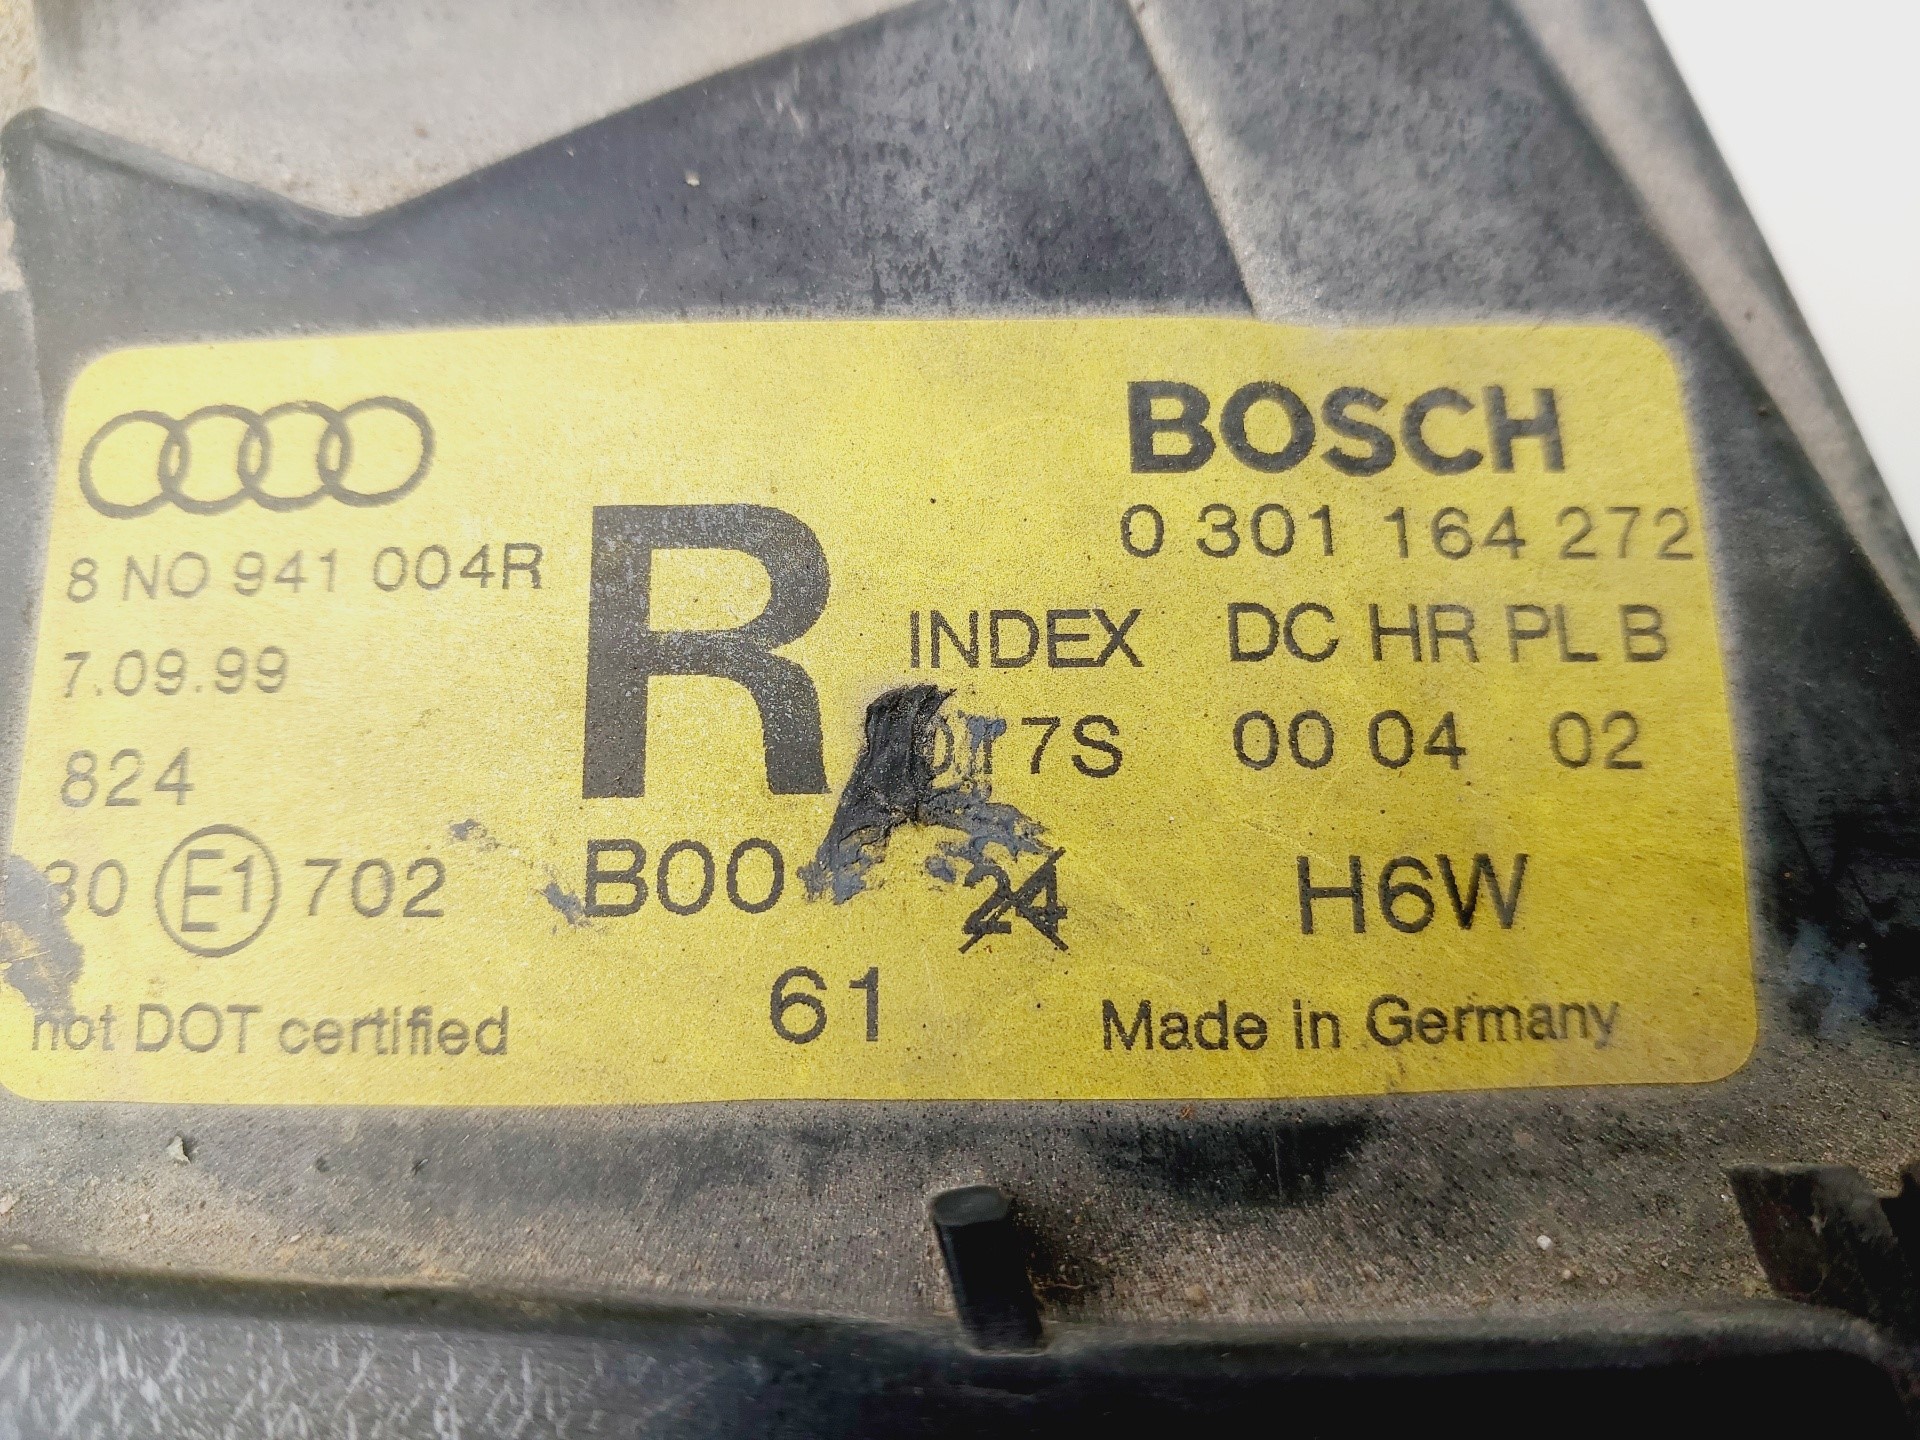 BOSCH
8 N0 941 004R
R
0 301 164 272
7.09.99
INDEX DC HR PL B
824
017S 00 04 02
30 E1 702
B00
24
H6W
61
not DOT certified
Made in Germany